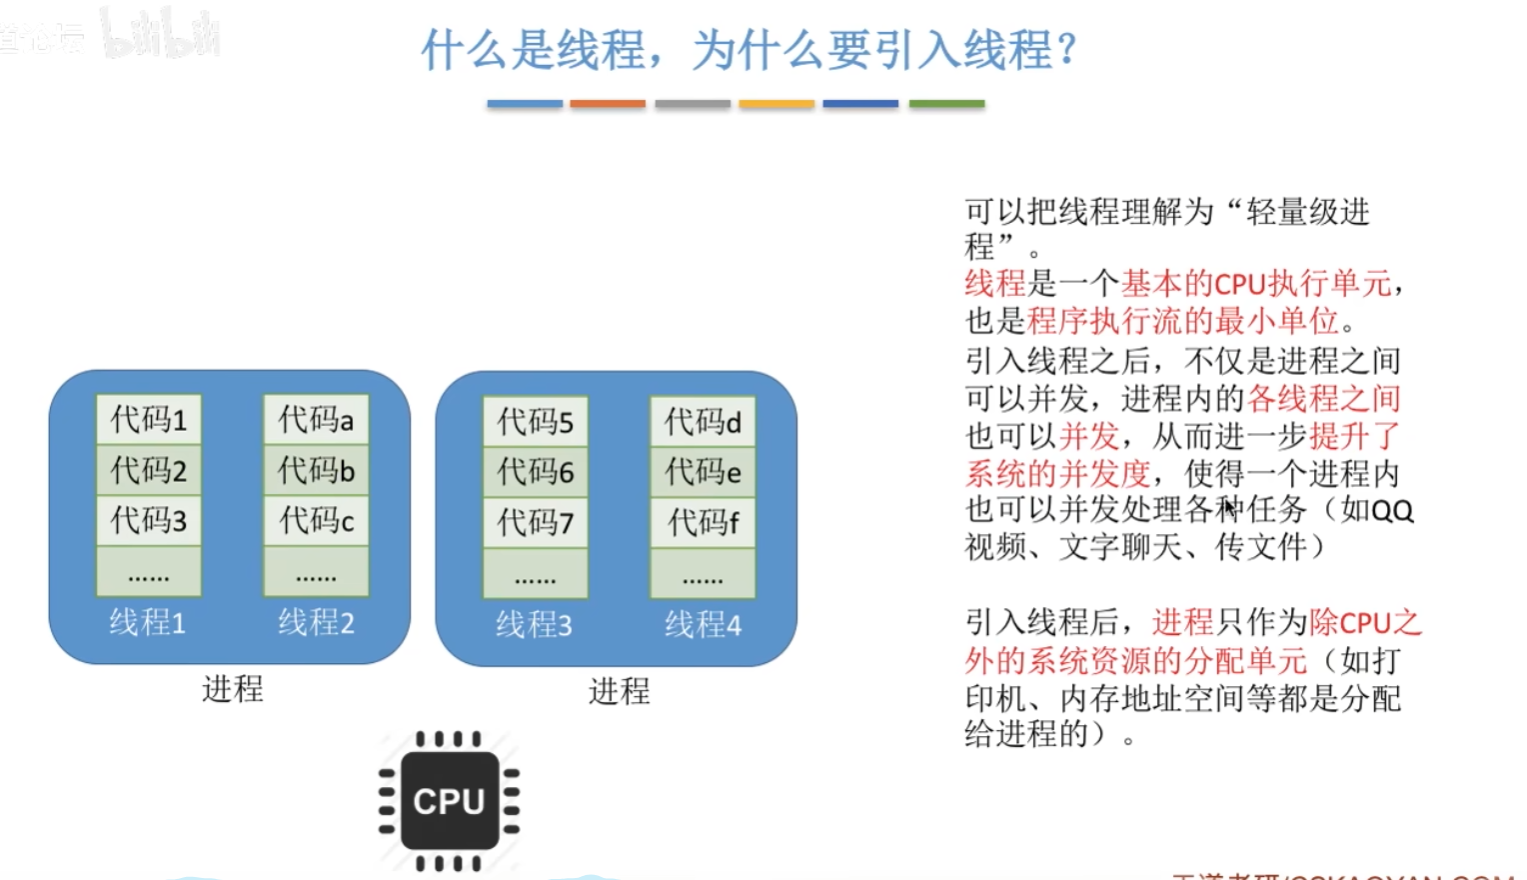 bilibili
什么是线程，为什么要引入线程？
可以把线程理解为“轻量级进
程”。
线程是一个基本的CPU执行单元，
也是程序执行流的最小单位。
引入线程之后，不仅是进程之间
可以并发，进程内的各线程之间
也可以并发，从而进一步提升了
系统的并发度，使得一个进程内
也可以并发处理各种任务（如QQ
视频、文字聊天、传文件）
引入线程后，进程只作为除CPU之
外的系统资源的分配单元（如打
印机、内存地址空间等都是分配
给进程的）。
代码1
代码2
代码3
……
线程1
代码a
代码b
代码c
……
线程2
进程
代码5
代码6
代码7
……
线程3
代码d
代码e
代码f
……
线程4
进程
CPU